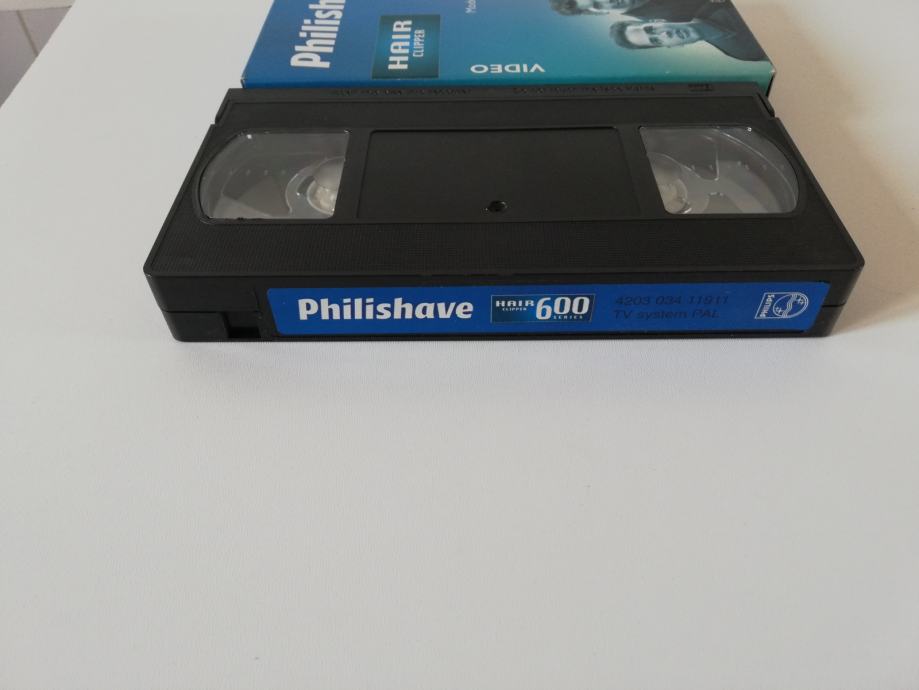 Philishave
HAIR
CLIPPER
VIDEO
Philishave
HAIR
CLIPPER
600
SERIES
4203 034 11911
TV system PAL
PHILIPS